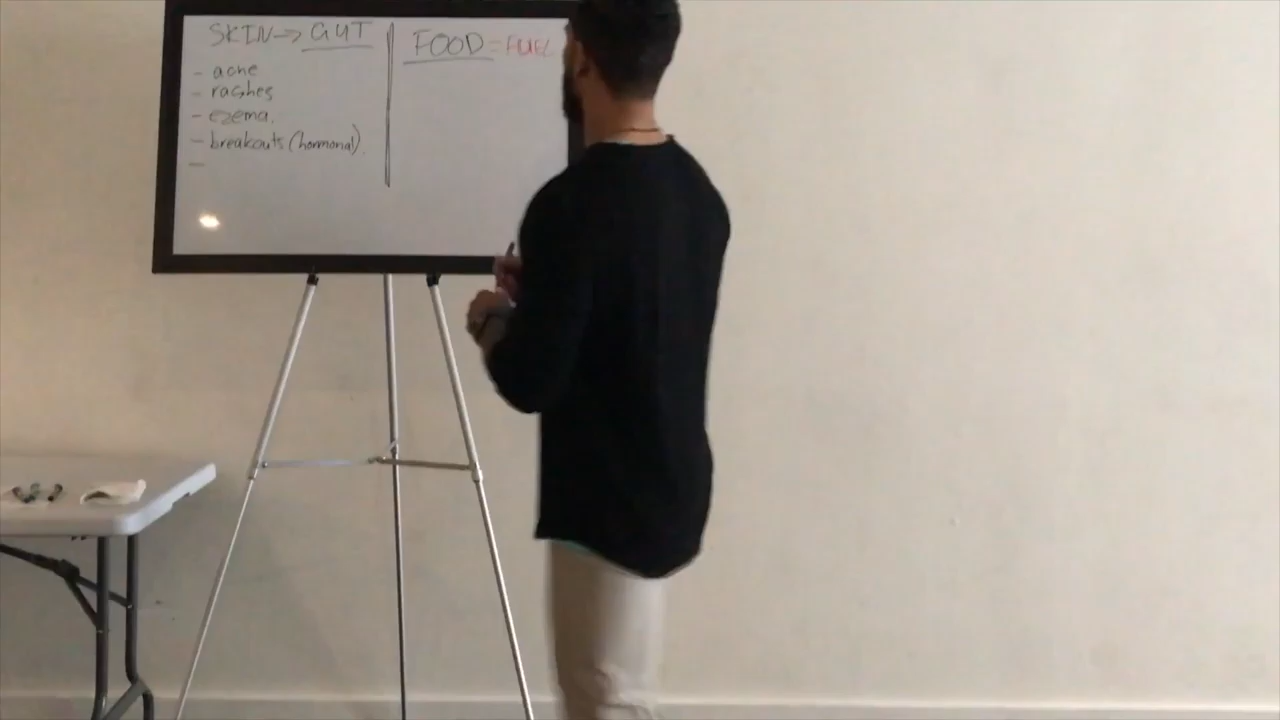 SKIN → GUT
- acne
- rashes
- ezema.
- breakouts (hormonal).
-
FOOD = FUEL